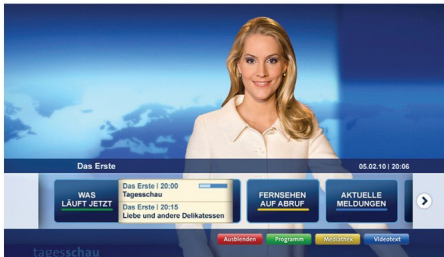 Das Erste
05.02.10 | 20:06
WAS
LÄUFT JETZT
Das Erste | 20:00
Tagesschau
Das Erste | 20:15
Liebe und andere Delikatessen
FERNSEHEN
AUF ABRUF
AKTUELLE
MELDUNGEN
Ausblenden Programm Mediathek Videotext
tagesschau